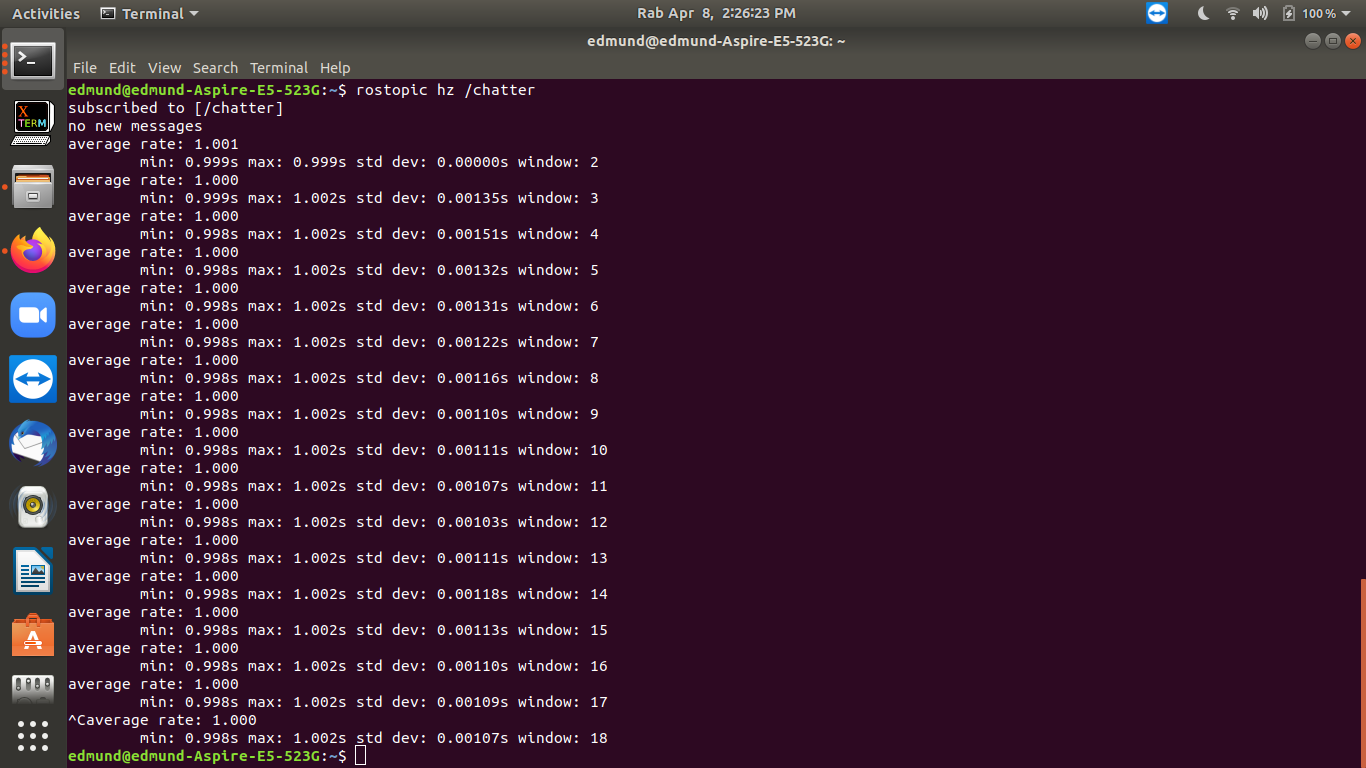 Activities Terminal Rab Apr 8, 2:26:23 PM 100%
edmund@edmund-Aspire-E5-523G: ~
File Edit View Search Terminal Help
edmund@edmund-Aspire-E5-523G:~$ rostopic hz /chatter
subscribed to [/chatter]
no new messages
average rate: 1.001
min: 0.999s max: 0.999s std dev: 0.00000s window: 2
average rate: 1.000
min: 0.999s max: 1.002s std dev: 0.00135s window: 3
average rate: 1.000
min: 0.998s max: 1.002s std dev: 0.00151s window: 4
average rate: 1.000
min: 0.998s max: 1.002s std dev: 0.00132s window: 5
average rate: 1.000
min: 0.998s max: 1.002s std dev: 0.00131s window: 6
average rate: 1.000
min: 0.998s max: 1.002s std dev: 0.00122s window: 7
average rate: 1.000
min: 0.998s max: 1.002s std dev: 0.00116s window: 8
average rate: 1.000
min: 0.998s max: 1.002s std dev: 0.00110s window: 9
average rate: 1.000
min: 0.998s max: 1.002s std dev: 0.00111s window: 10
average rate: 1.000
min: 0.998s max: 1.002s std dev: 0.00107s window: 11
average rate: 1.000
min: 0.998s max: 1.002s std dev: 0.00103s window: 12
average rate: 1.000
min: 0.998s max: 1.002s std dev: 0.00111s window: 13
average rate: 1.000
min: 0.998s max: 1.002s std dev: 0.00118s window: 14
average rate: 1.000
min: 0.998s max: 1.002s std dev: 0.00113s window: 15
average rate: 1.000
min: 0.998s max: 1.002s std dev: 0.00110s window: 16
average rate: 1.000
min: 0.998s max: 1.002s std dev: 0.00109s window: 17
^Caverage rate: 1.000
min: 0.998s max: 1.002s std dev: 0.00107s window: 18
edmund@edmund-Aspire-E5-523G:~$
X
TERM